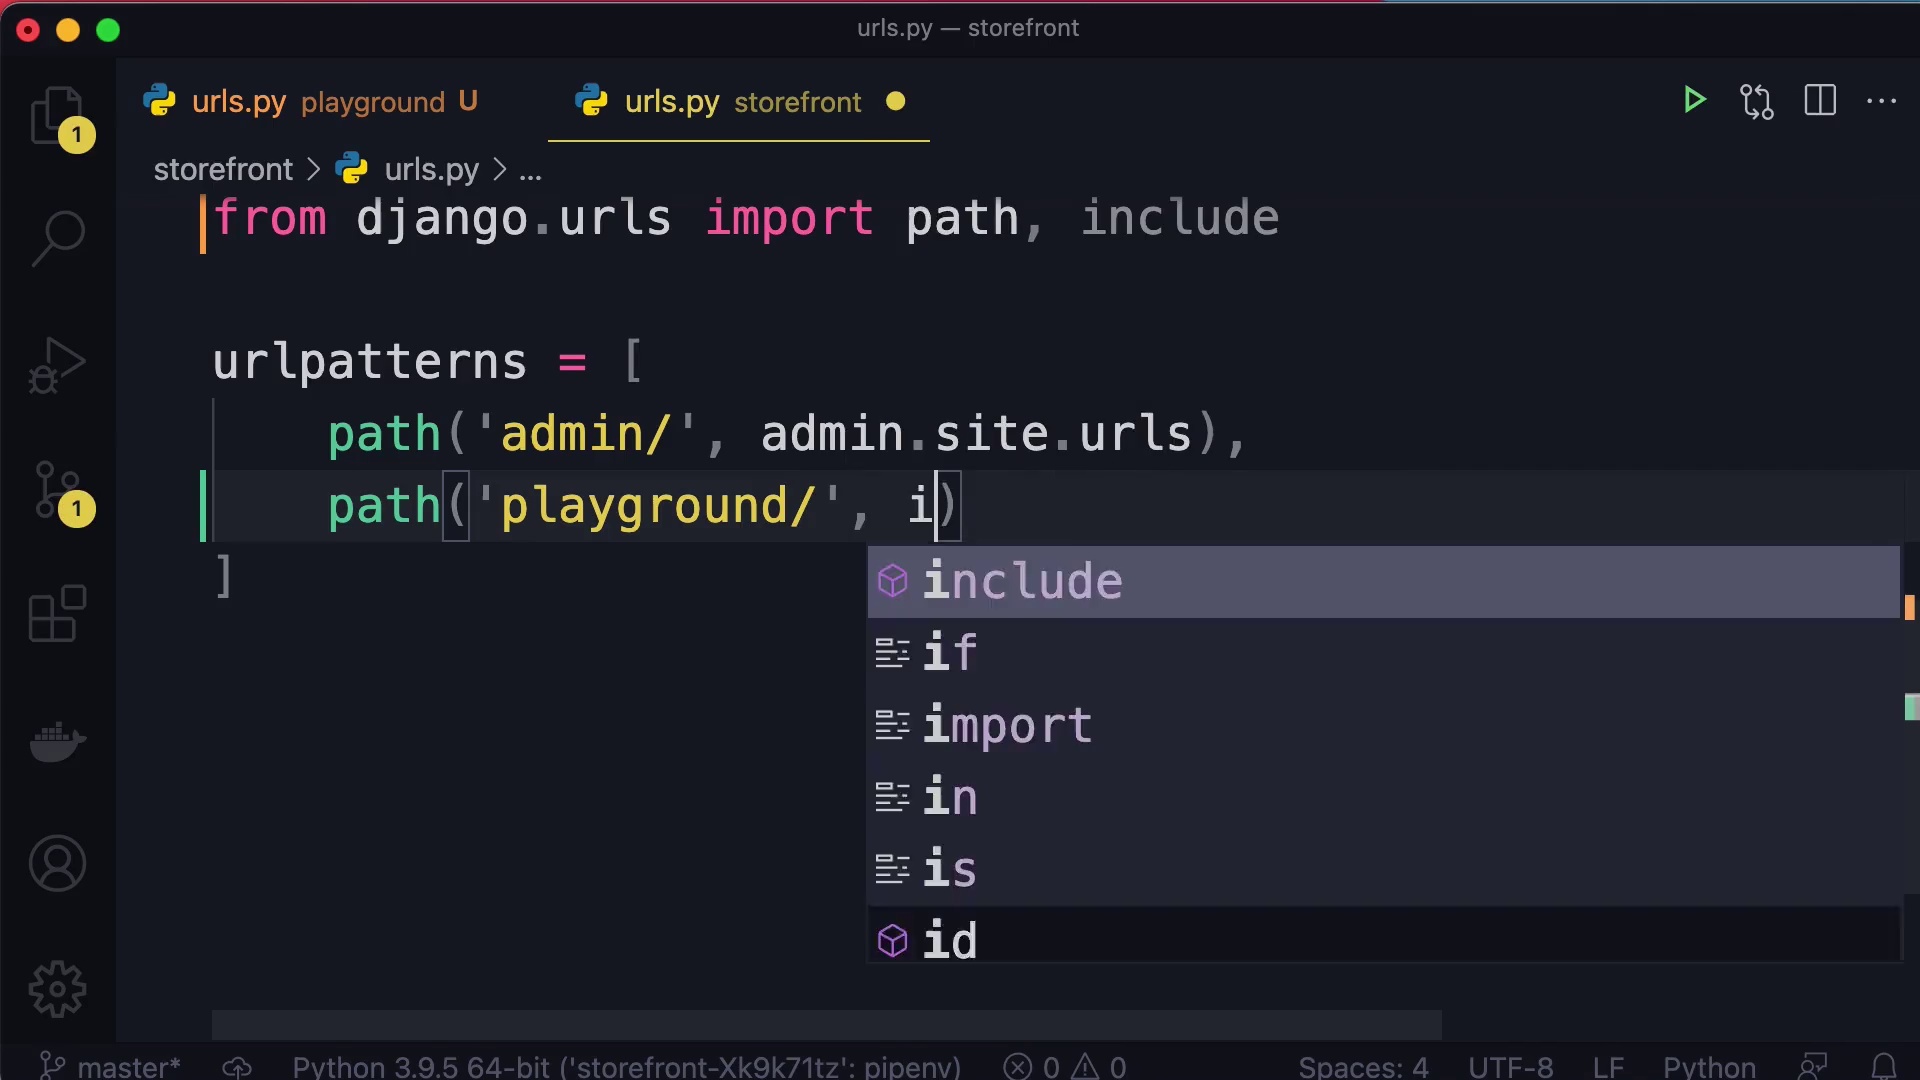 urls.py — storefront
urls.py playground U urls.py storefront
storefront > urls.py > ...
from django.urls import path, include
urlpatterns = [
path('admin/', admin.site.urls),
path('playground/', i)
]
include
if
import
in
is
id
1
1
master* Python 3.9.5 64-bit ('storefront-Xk9k71tz': pipenv) 0 0 Spaces: 4 UTF-8 LF Python